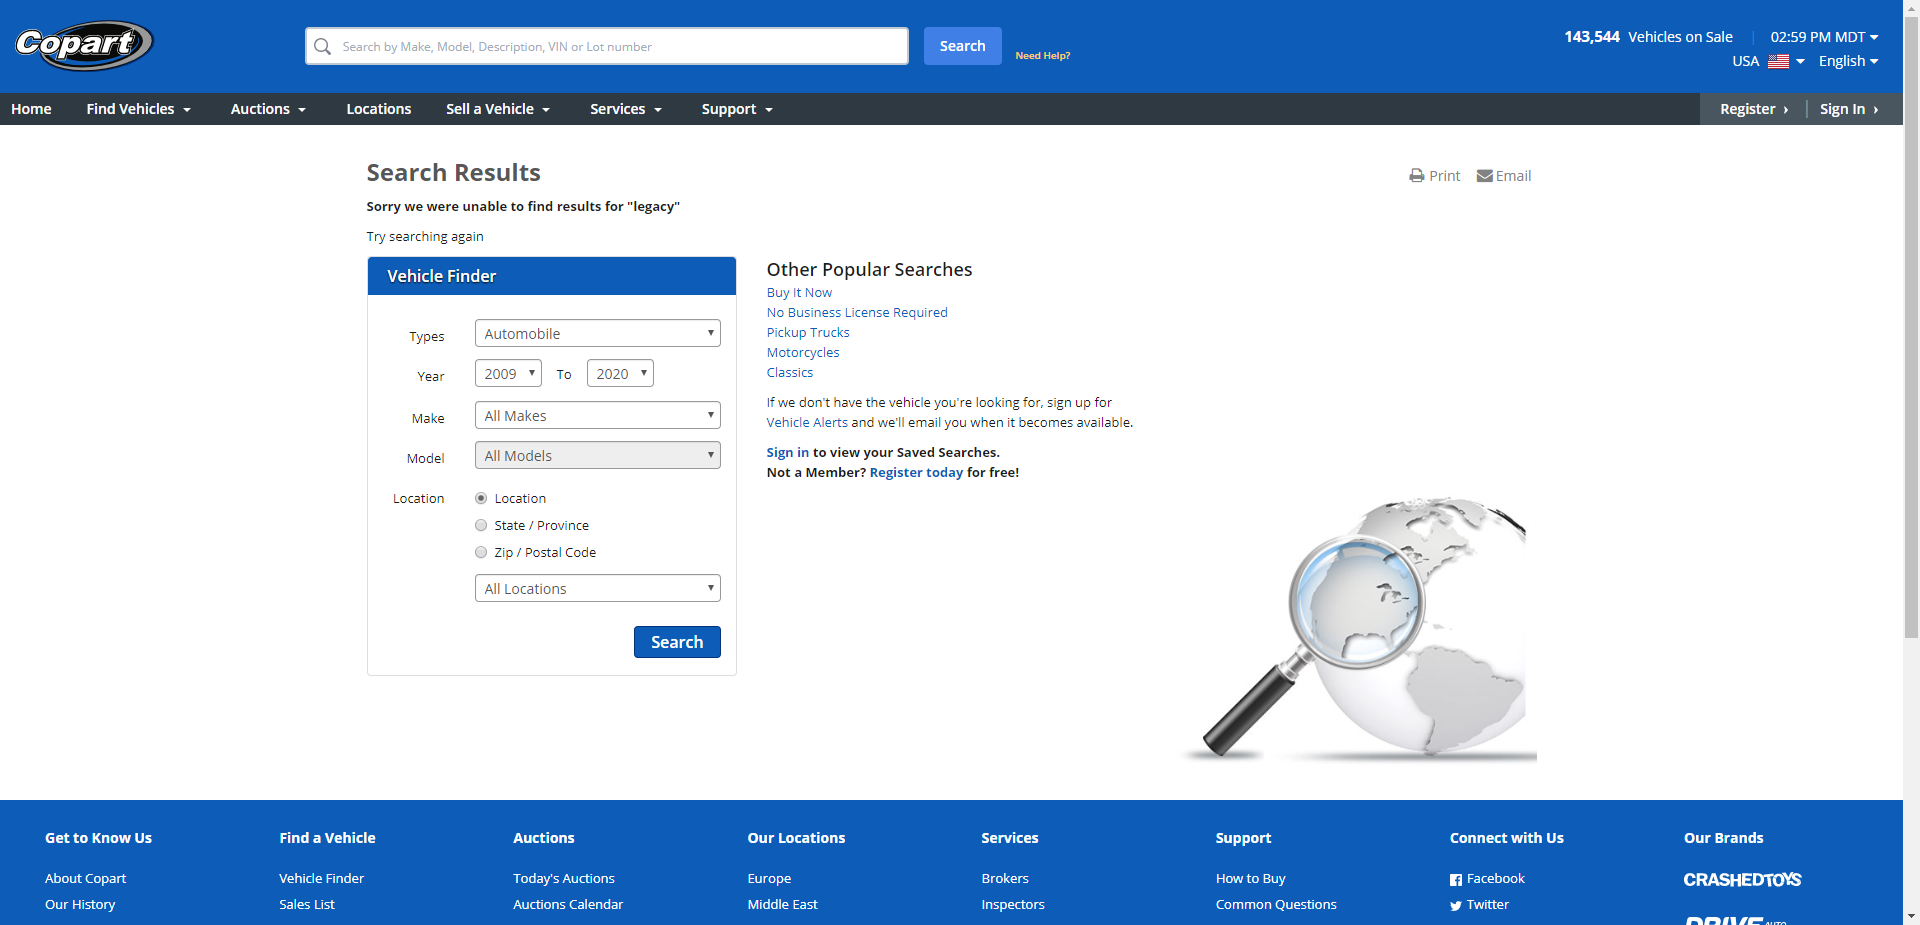 Copart
Search by Make, Model, Description, VIN or Lot number
Search
Need Help?
143,544 Vehicles on Sale
02:59 PM MDT
USA
English
Home
Find Vehicles
Auctions
Locations
Sell a Vehicle
Services
Support
Register ›
Sign In ›
Search Results
Print
Email
Sorry we were unable to find results for "legacy"
Try searching again
Vehicle Finder
Types
Automobile
Year
2009
To
2020
Make
All Makes
Model
All Models
Location
Location
State / Province
Zip / Postal Code
All Locations
Search
Other Popular Searches
Buy It Now
No Business License Required
Pickup Trucks
Motorcycles
Classics
If we don't have the vehicle you're looking for, sign up for
Vehicle Alerts and we'll email you when it becomes available.
Sign in to view your Saved Searches.
Not a Member? Register today for free!
Get to Know Us
About Copart
Our History
Find a Vehicle
Vehicle Finder
Sales List
Auctions
Today's Auctions
Auctions Calendar
Our Locations
Europe
Middle East
Services
Brokers
Inspectors
Support
How to Buy
Common Questions
Connect with Us
Facebook
Twitter
Our Brands
CRASHEDTOYS
DRIVE AUTO